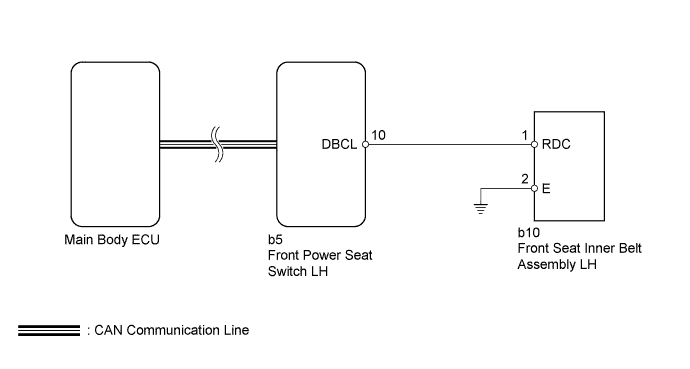 DBCL
10
1
RDC
2
E
Main Body ECU
b5
Front Power Seat
Switch LH
b10
Front Seat Inner Belt
Assembly LH
: CAN Communication Line